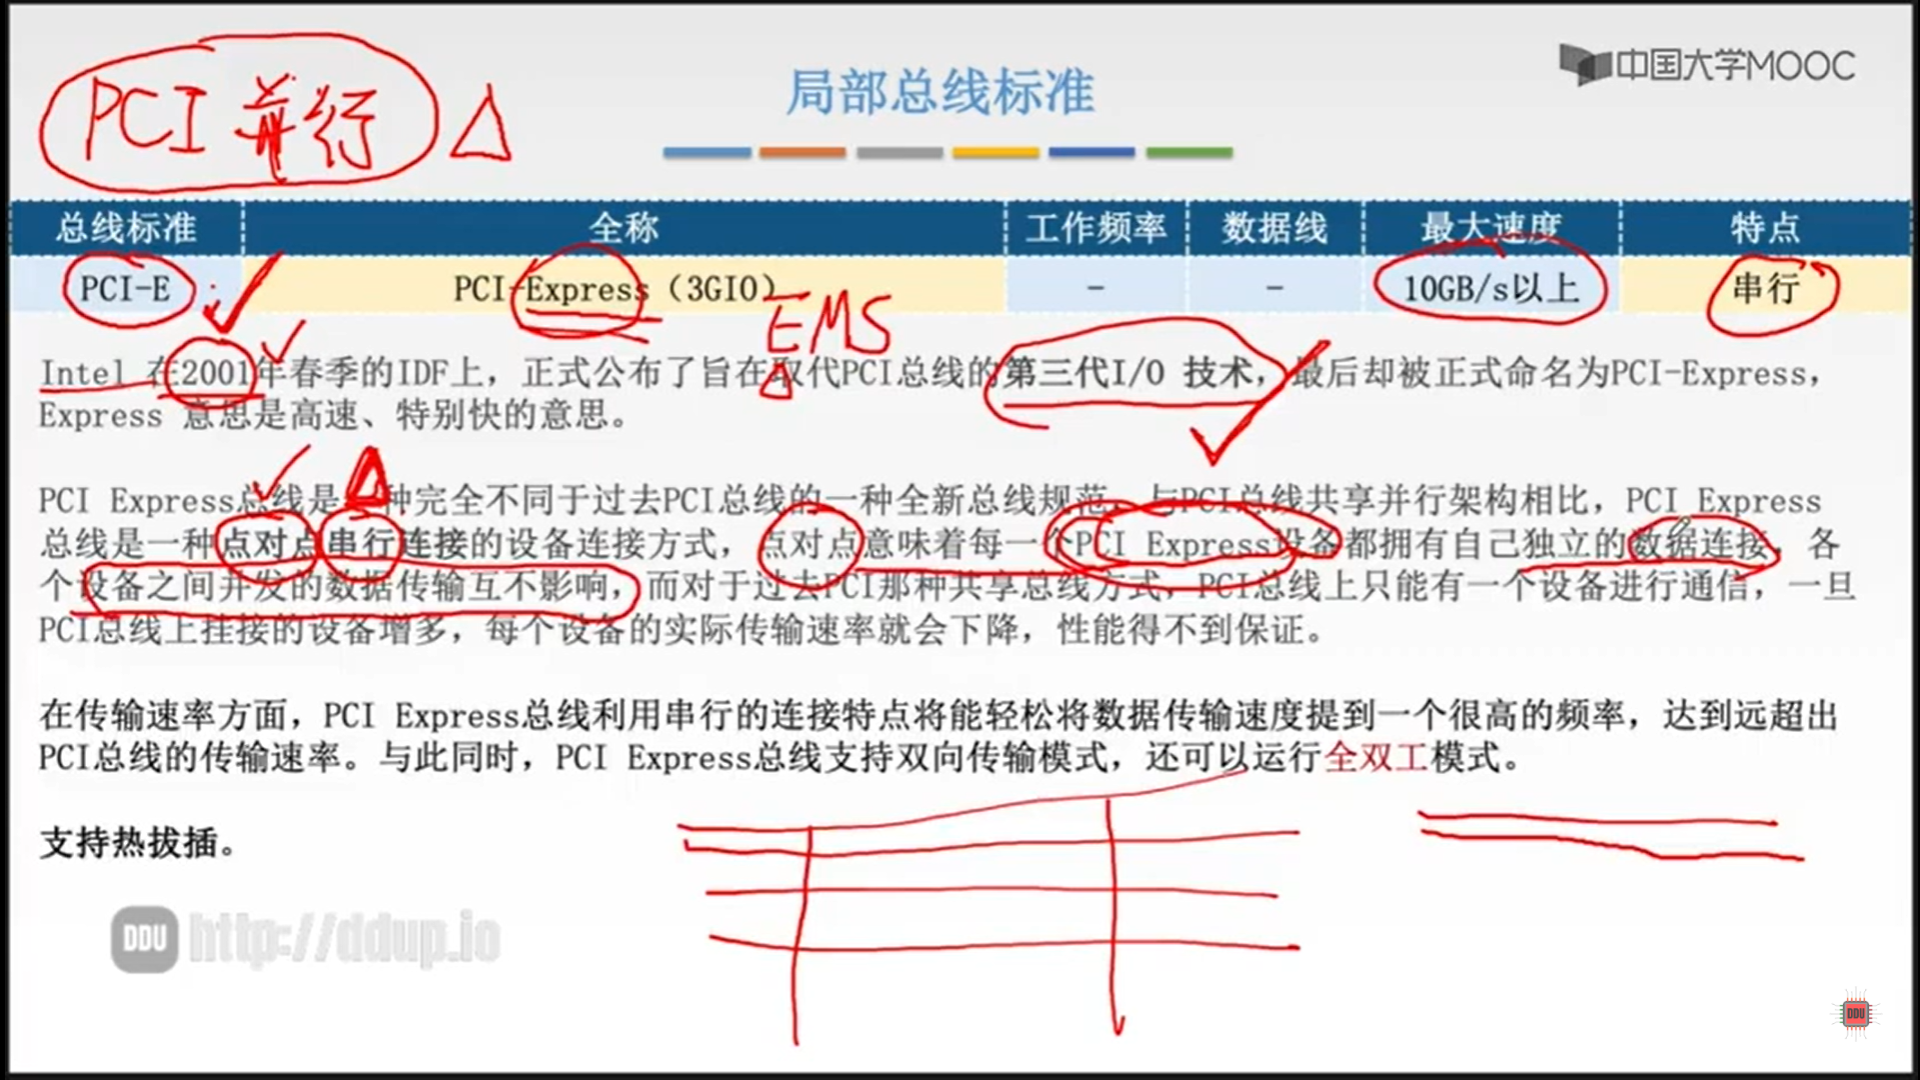 PCI 并行
局部总线标准
中国大学MOOC
总线标准 全称 工作频率 数据线 最大速度 特点
PCI-E PCI-Express（3GIO） - - 10GB/s以上 串行
EMS
Intel 在2001年春季的IDF上，正式公布了旨在取代PCI总线的第三代I/O 技术，最后却被正式命名为PCI-Express，
Express 意思是高速、特别快的意思。
PCI Express总线是一种完全不同于过去PCI总线的一种全新总线规范，与PCI总线共享并行架构相比，PCI Express
总线是一种点对点串行连接的设备连接方式，点对点意味着每一个PCI Express设备都拥有自己独立的数据连接，各
个设备之间并发的数据传输互不影响，而对于过去PCI那种共享总线方式，PCI总线上只能有一个设备进行通信，一旦
PCI总线上挂接的设备增多，每个设备的实际传输速率就会下降，性能得不到保证。
在传输速率方面，PCI Express总线利用串行的连接特点将能轻松将数据传输速度提到一个很高的频率，达到远超出
PCI总线的传输速率。与此同时，PCI Express总线支持双向传输模式，还可以运行全双工模式。
支持热拔插。
DDU http://ddup.io
DDU